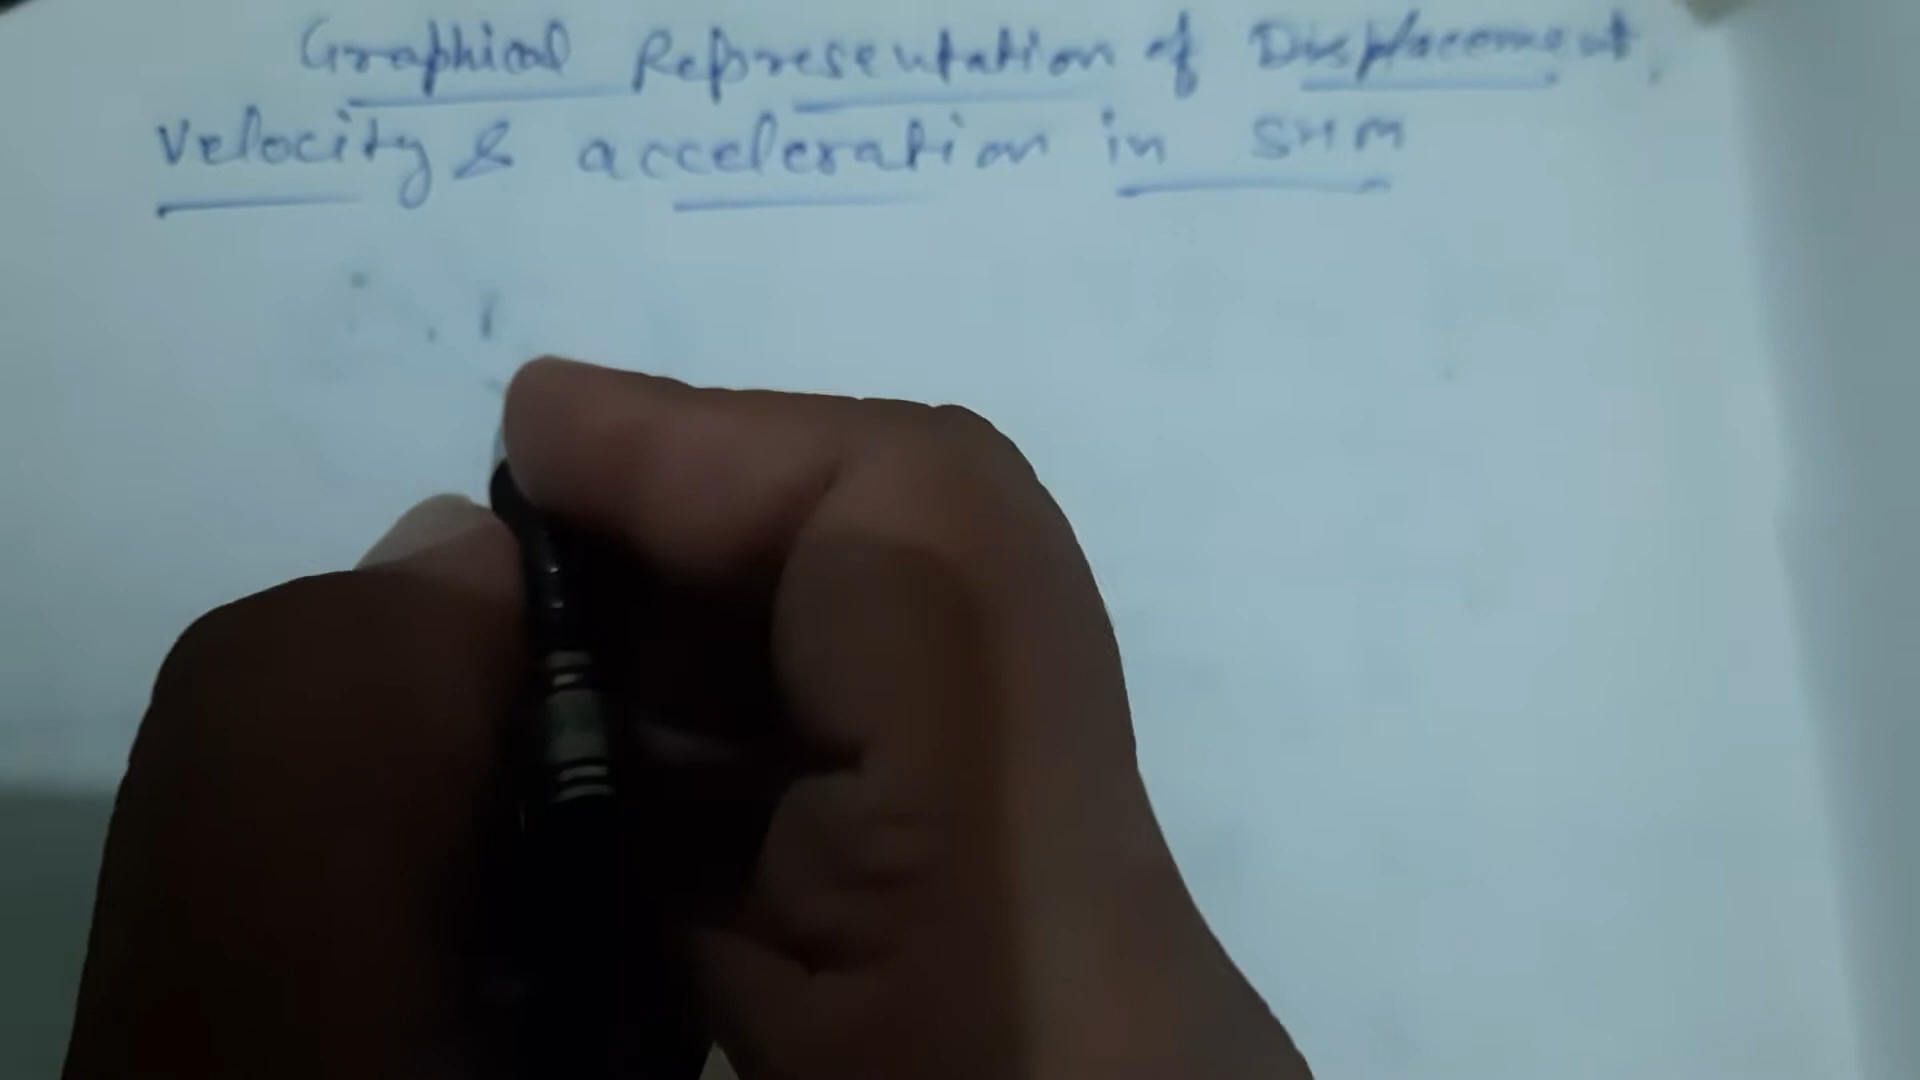 Graphical Representation of Displacement,
Velocity & acceleration in SHM